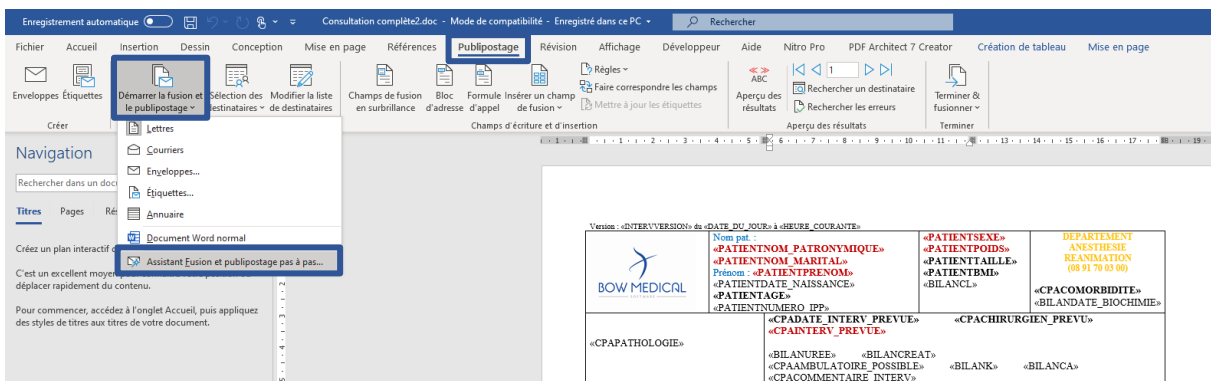 Enregistrement automatique Consultation complète2.doc - Mode de compatibilité - Enregistré dans ce PC Rechercher
Fichier Accueil Insertion Dessin Conception Mise en page Références Publipostage Révision Affichage Développeur Aide Nitro Pro PDF Architect 7 Creator Création de tableau Mise en page
Enveloppes Étiquettes
Créer
Démarrer la fusion et
le publipostage
Sélection des
destinataires
Modifier la liste
de destinataires
Champs de fusion
en surbrillance
Bloc
d'adresse
Formule
d'appel
Insérer un champ
de fusion
Règles
Faire correspondre les champs
Mettre à jour les étiquettes
Champs d'écriture et d'insertion
ABC
Aperçu des
résultats
1
Rechercher un destinataire
Rechercher les erreurs
Aperçu des résultats
Terminer &
fusionner
Terminer
Lettres
Courriers
Enveloppes...
Étiquettes...
Annuaire
Document Word normal
Assistant Fusion et publipostage pas à pas...
Navigation
Rechercher dans un doc
Titres Pages Ré
Créez un plan interactif d
C'est un excellent moyen
déplacer rapidement du contenu.
Pour commencer, accédez à l'onglet Accueil, puis appliquez
des styles de titres aux titres de votre document.
Version : «INTERVVERSION» du «DATE_DU_JOUR» à «HEURE_COURANTE»
BOW MEDICAL
SOFTWARE
Nom pat. :
«PATIENTNOM_PATRONYMIQUE»
«PATIENTNOM_MARITAL»
Prénom : «PATIENTPRENOM»
«PATIENTDATE_NAISSANCE»
«PATIENTAGE»
«PATIENTNUMERO_IPP»
«PATIENTSEXE»
«PATIENTPOIDS»
«PATIENTTAILLE»
«PATIENTBMI»
«BILANCL»
DEPARTEMENT
ANESTHESIE
REANIMATION
(08 91 70 03 00)
«CPACOMORBIDITE»
«BILANDATE_BIOCHIMIE»
«CPAPATHOLOGIE»
«CPADATE_INTERV_PREVUE» «CPACHIRURGIEN_PREVU»
«CPAINTERV_PREVUE»
«BILANUREE» «BILANCREAT»
«CPAAMBULATOIRE_POSSIBLE» «BILANK» «BILANCA»
«CPACOMMENTAIRE_INTERV»